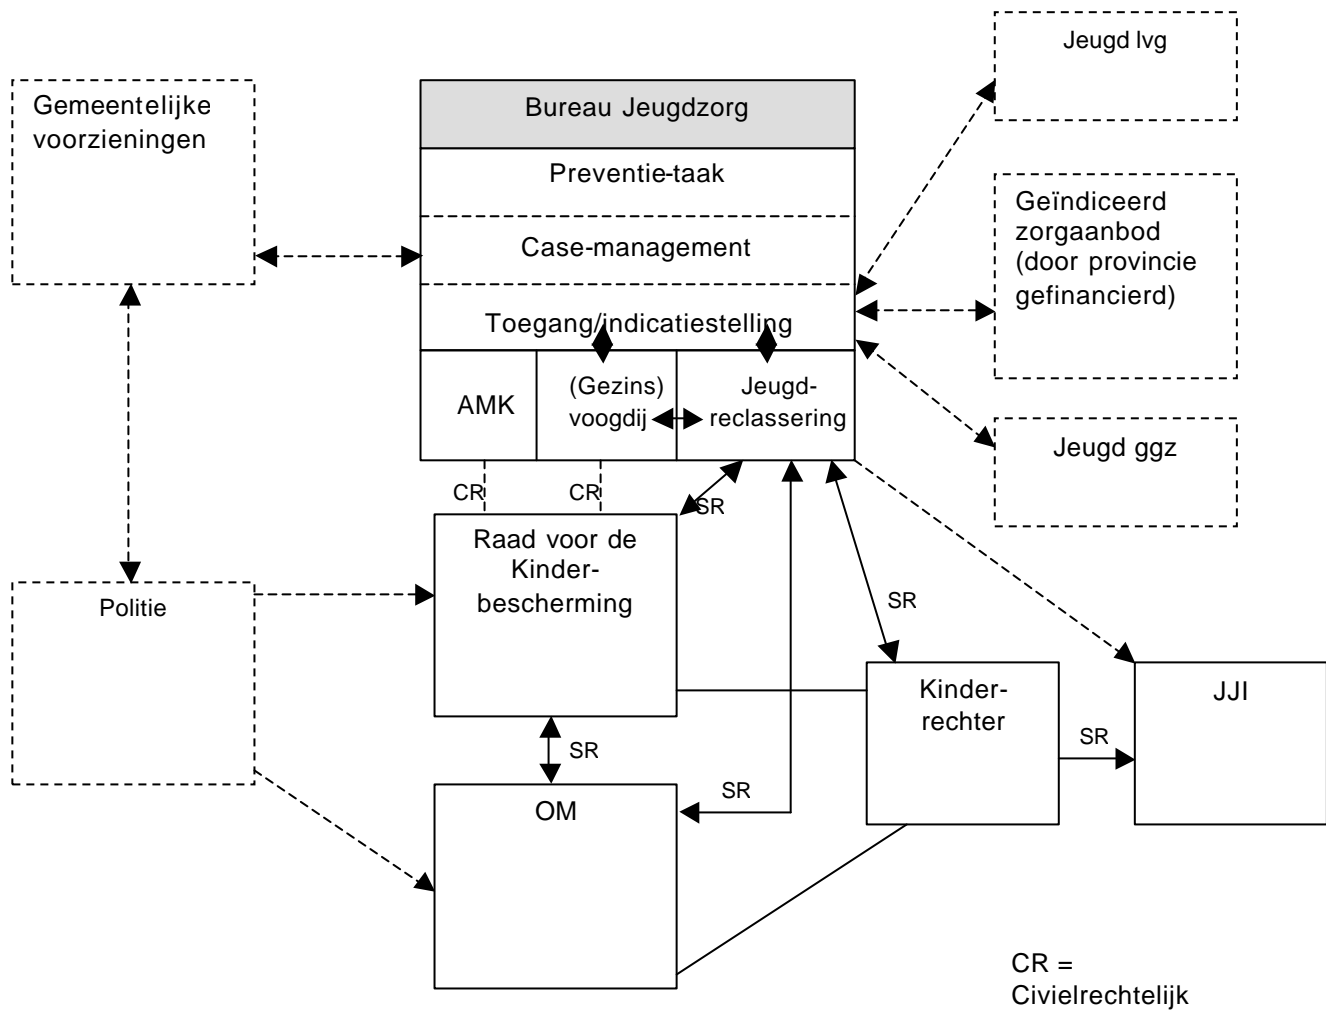 Jeugd lvg
Gemeentelijke
voorzieningen
Bureau Jeugdzorg
Preventie-taak
Case-management
Toegang/indicatiestelling
Geïndiceerd
zorgaanbod
(door provincie
gefinancierd)
AMK
(Gezins)
voogdij
Jeugd-
reclassering
Jeugd ggz
CR
CR
SR
Raad voor de
Kinder-
bescherming
Politie
SR
Kinder-
rechter
JJI
SR
SR
SR
OM
CR =
Civielrechtelijk